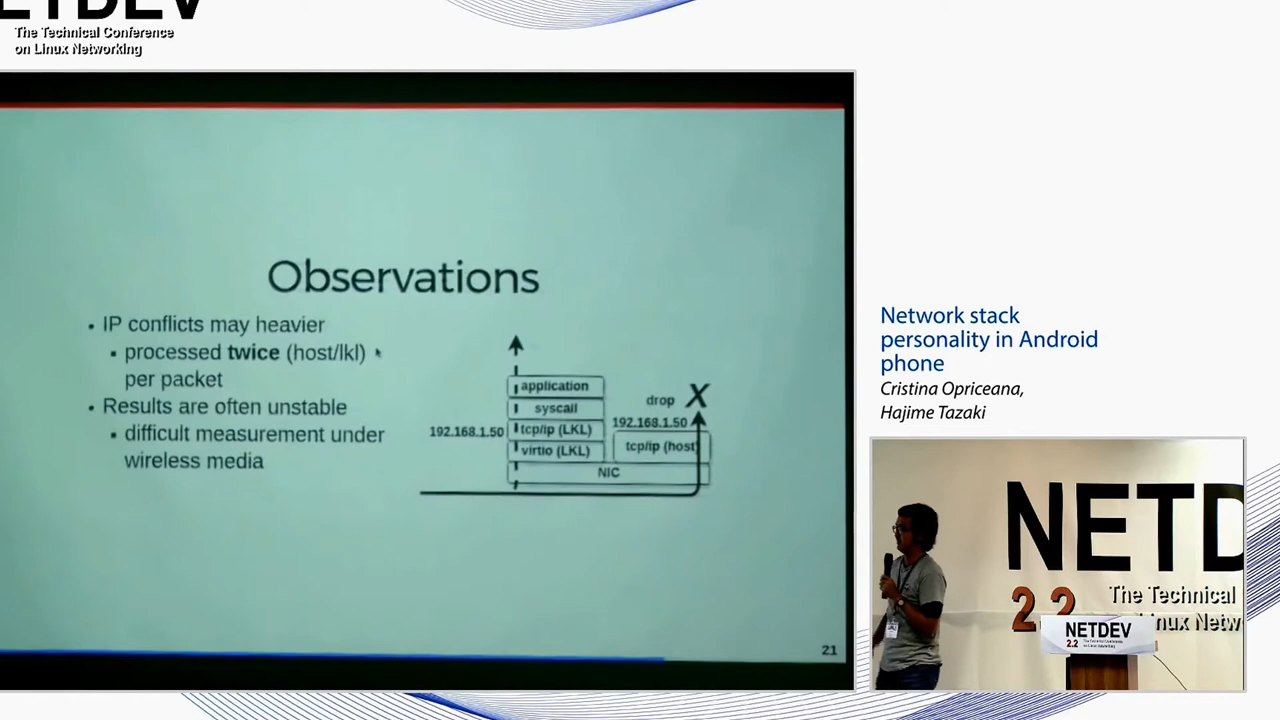 NETDEV
The Technical Conference
on Linux Networking
Observations
IP conflicts may heavier
processed twice (host/lkl)
per packet
Results are often unstable
difficult measurement under
wireless media
application
syscall
192.168.1.50
tcp/ip (LKL)
virtio (LKL)
drop
X
192.168.1.50
tcp/ip (host)
NIC
21
Network stack
personality in Android
phone
Cristina Opriceana,
Hajime Tazaki
NETD
2.2
The Technical
inux Netw
NETDEV
2.2